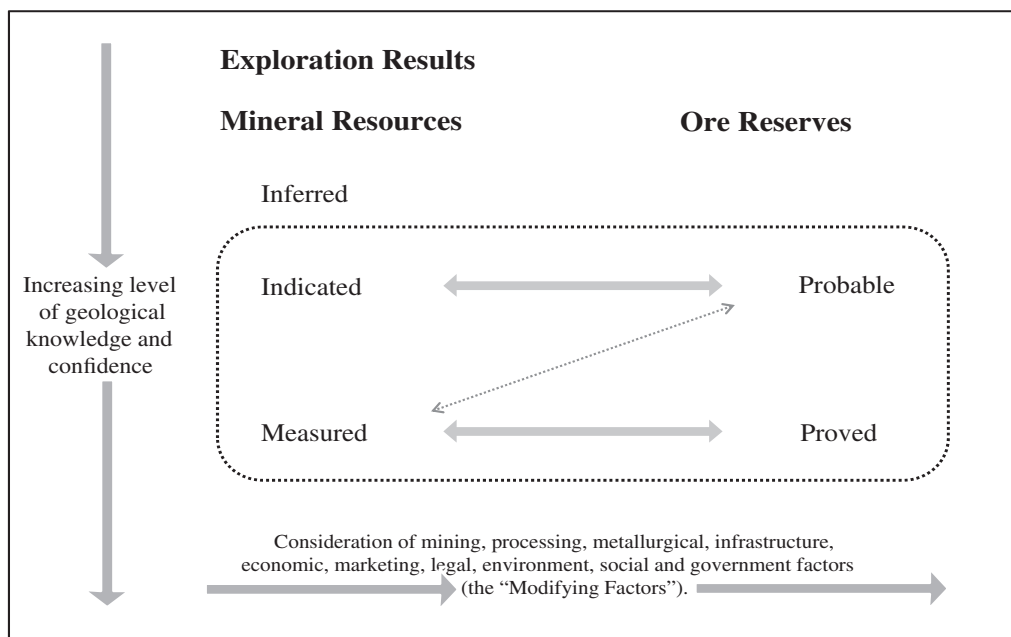 Exploration Results
Mineral Resources
Ore Reserves
Inferred
Increasing level
of geological
knowledge and
confidence
Indicated
Probable
Measured
Proved
Consideration of mining, processing, metallurgical, infrastructure,
economic, marketing, legal, environment, social and government factors
(the “Modifying Factors”).